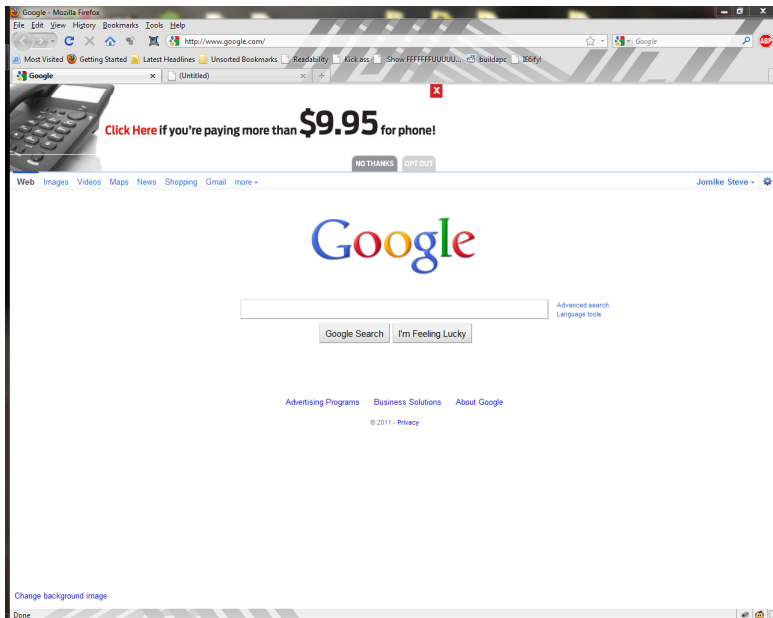 Google - Mozilla Firefox
File Edit View History Bookmarks Tools Help
http://www.google.com/
Google
ABP
Most Visited Getting Started Latest Headlines Unsorted Bookmarks Readability Kick ass Show FFFFFFUUUUU... buildapc IE6ify!
Google
(Untitled)
X
Click Here if you're paying more than $9.95 for phone!
NO THANKS OPT OUT
Web Images Videos Maps News Shopping Gmail more
Jomike Steve
Google
Advanced search
Language tools
Google Search I'm Feeling Lucky
Advertising Programs Business Solutions About Google
© 2011 - Privacy
Change background image
Done